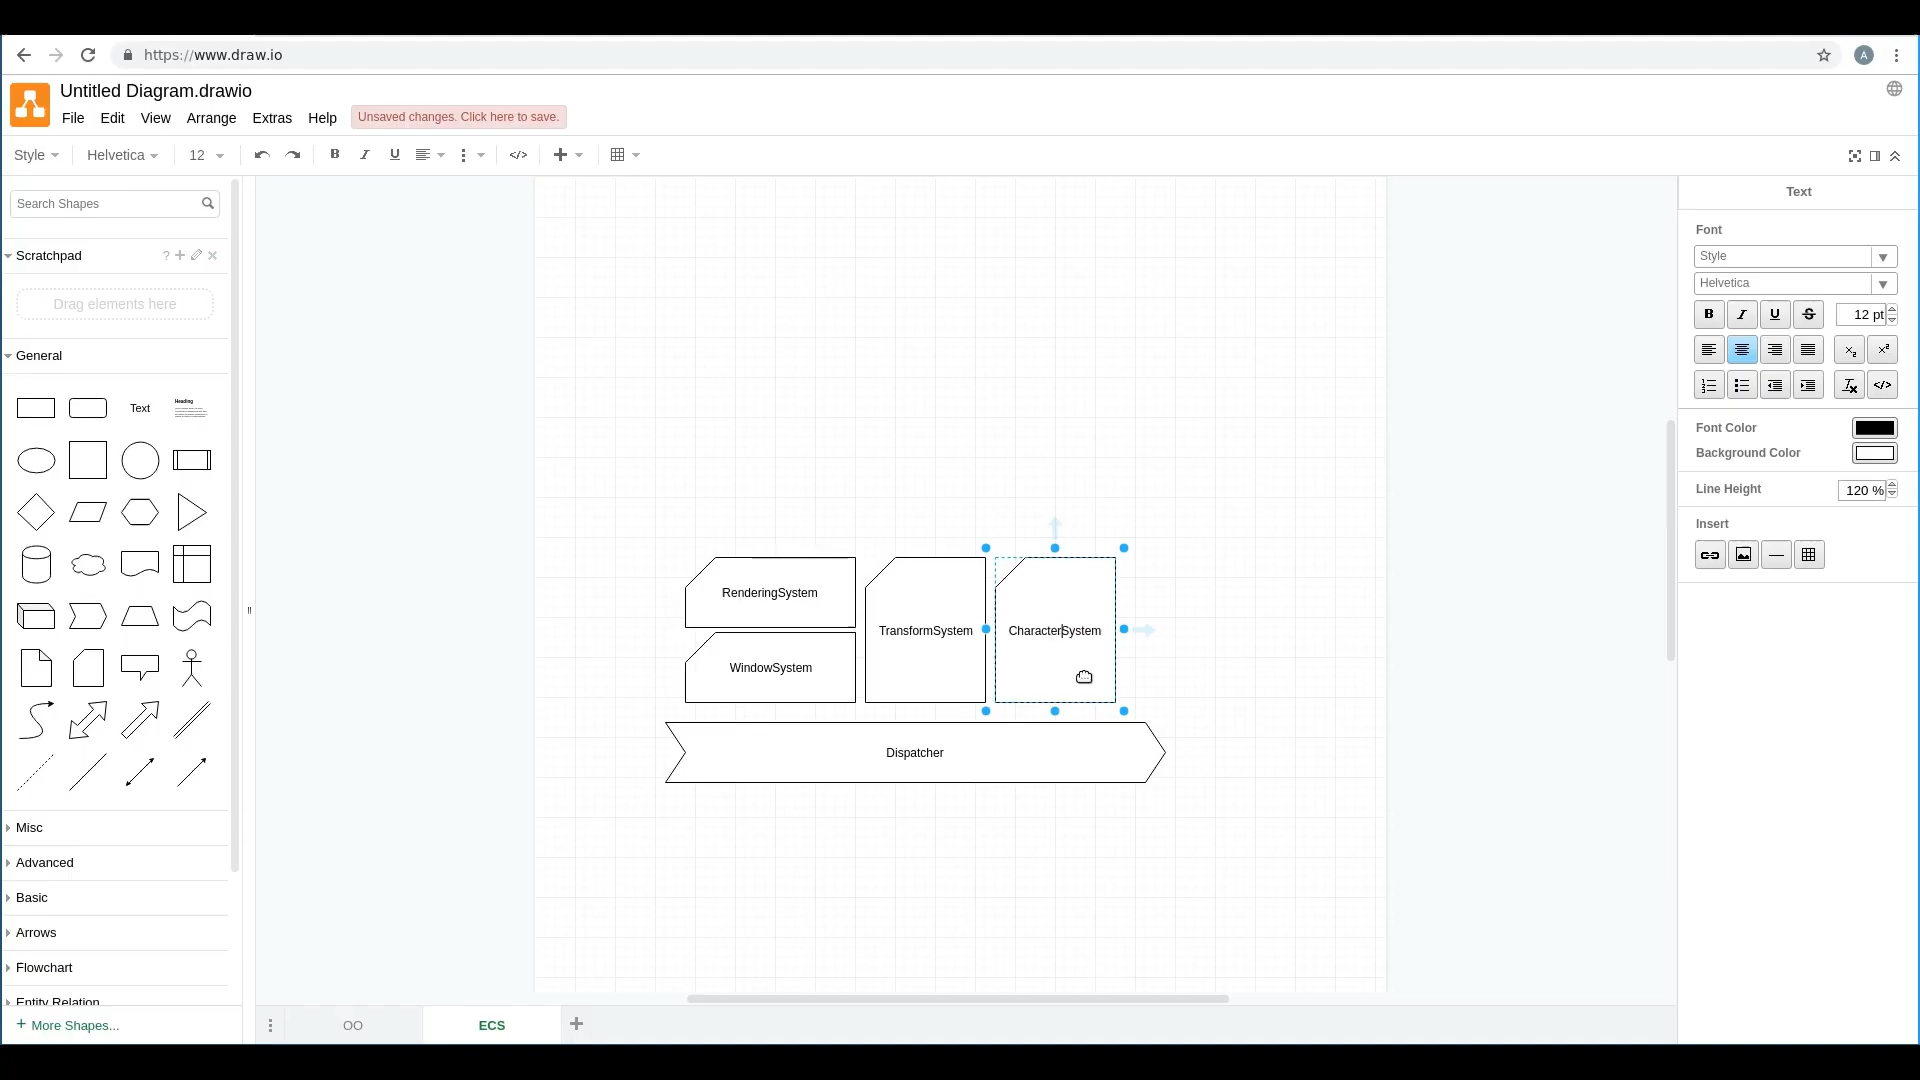 https://www.draw.io
A
Untitled Diagram.drawio
File Edit View Arrange Extras Help Unsaved changes. Click here to save.
Style Helvetica 12 B I U </>
Search Shapes
Scratchpad ?
Drag elements here
General
Text
Heading
Misc
Advanced
Basic
Arrows
Flowchart
Entity Relation
+ More Shapes...
RenderingSystem
WindowSystem
TransformSystem
CharacterSystem
Dispatcher
OO ECS
Text
Font
Style
Helvetica
B I U S 12 pt
Font Color
Background Color
Line Height 120 %
Insert